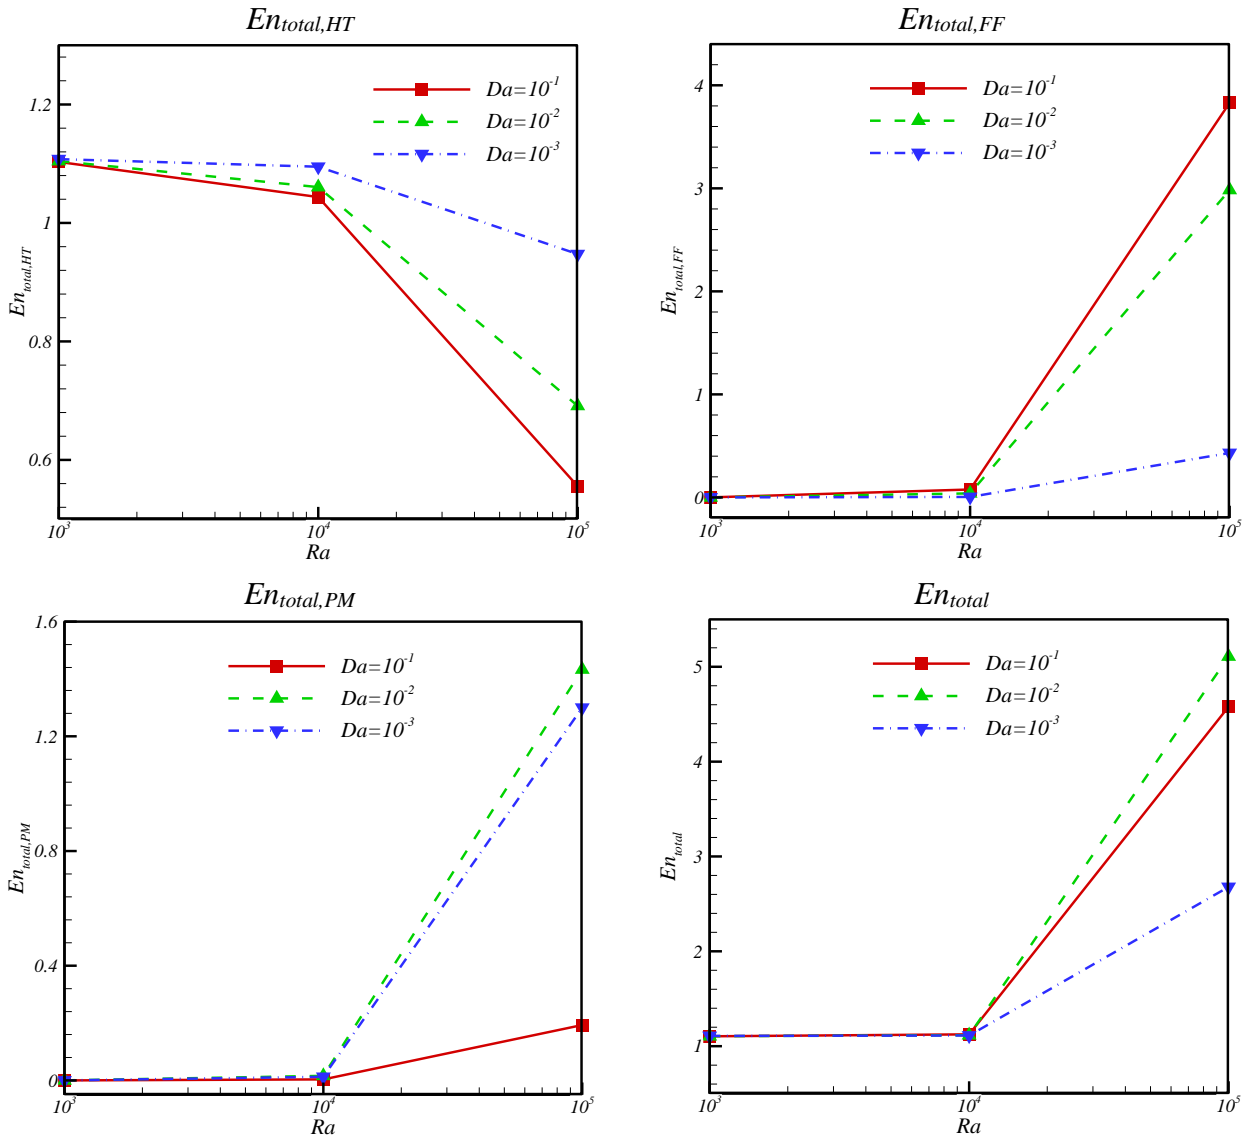 En_total,HT
1.2
1
0.8
0.6
En_total,HT
Da=10^-1
Da=10^-2
Da=10^-3
10^3
10^4
10^5
Ra
En_total,FF
4
3
2
1
0
En_total,FF
Da=10^-1
Da=10^-2
Da=10^-3
10^3
10^4
10^5
Ra
En_total,PM
1.6
1.2
0.8
0.4
0
En_total,PM
Da=10^-1
Da=10^-2
Da=10^-3
10^3
10^4
10^5
Ra
En_total
5
4
3
2
1
En_total
Da=10^-1
Da=10^-2
Da=10^-3
10^3
10^4
10^5
Ra